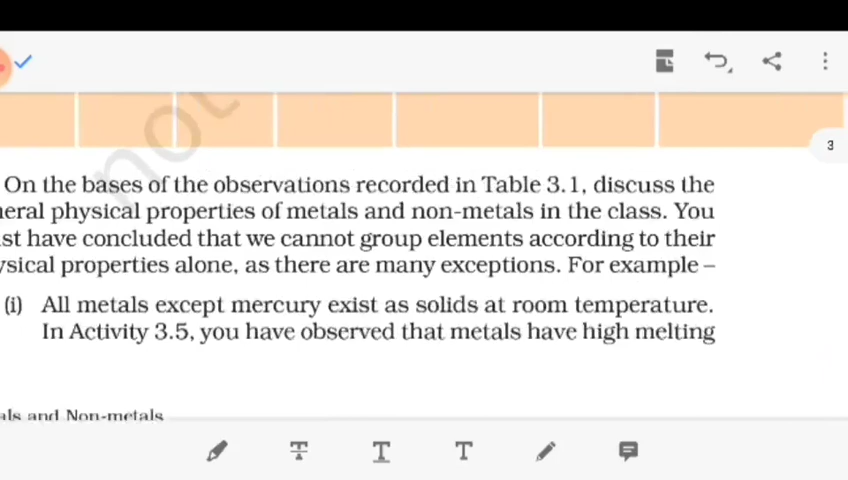 not
3
On the bases of the observations recorded in Table 3.1, discuss the
neral physical properties of metals and non-metals in the class. You
st have concluded that we cannot group elements according to their
ysical properties alone, as there are many exceptions. For example –
(i) All metals except mercury exist as solids at room temperature.
In Activity 3.5, you have observed that metals have high melting
als and Non-metals
T T T